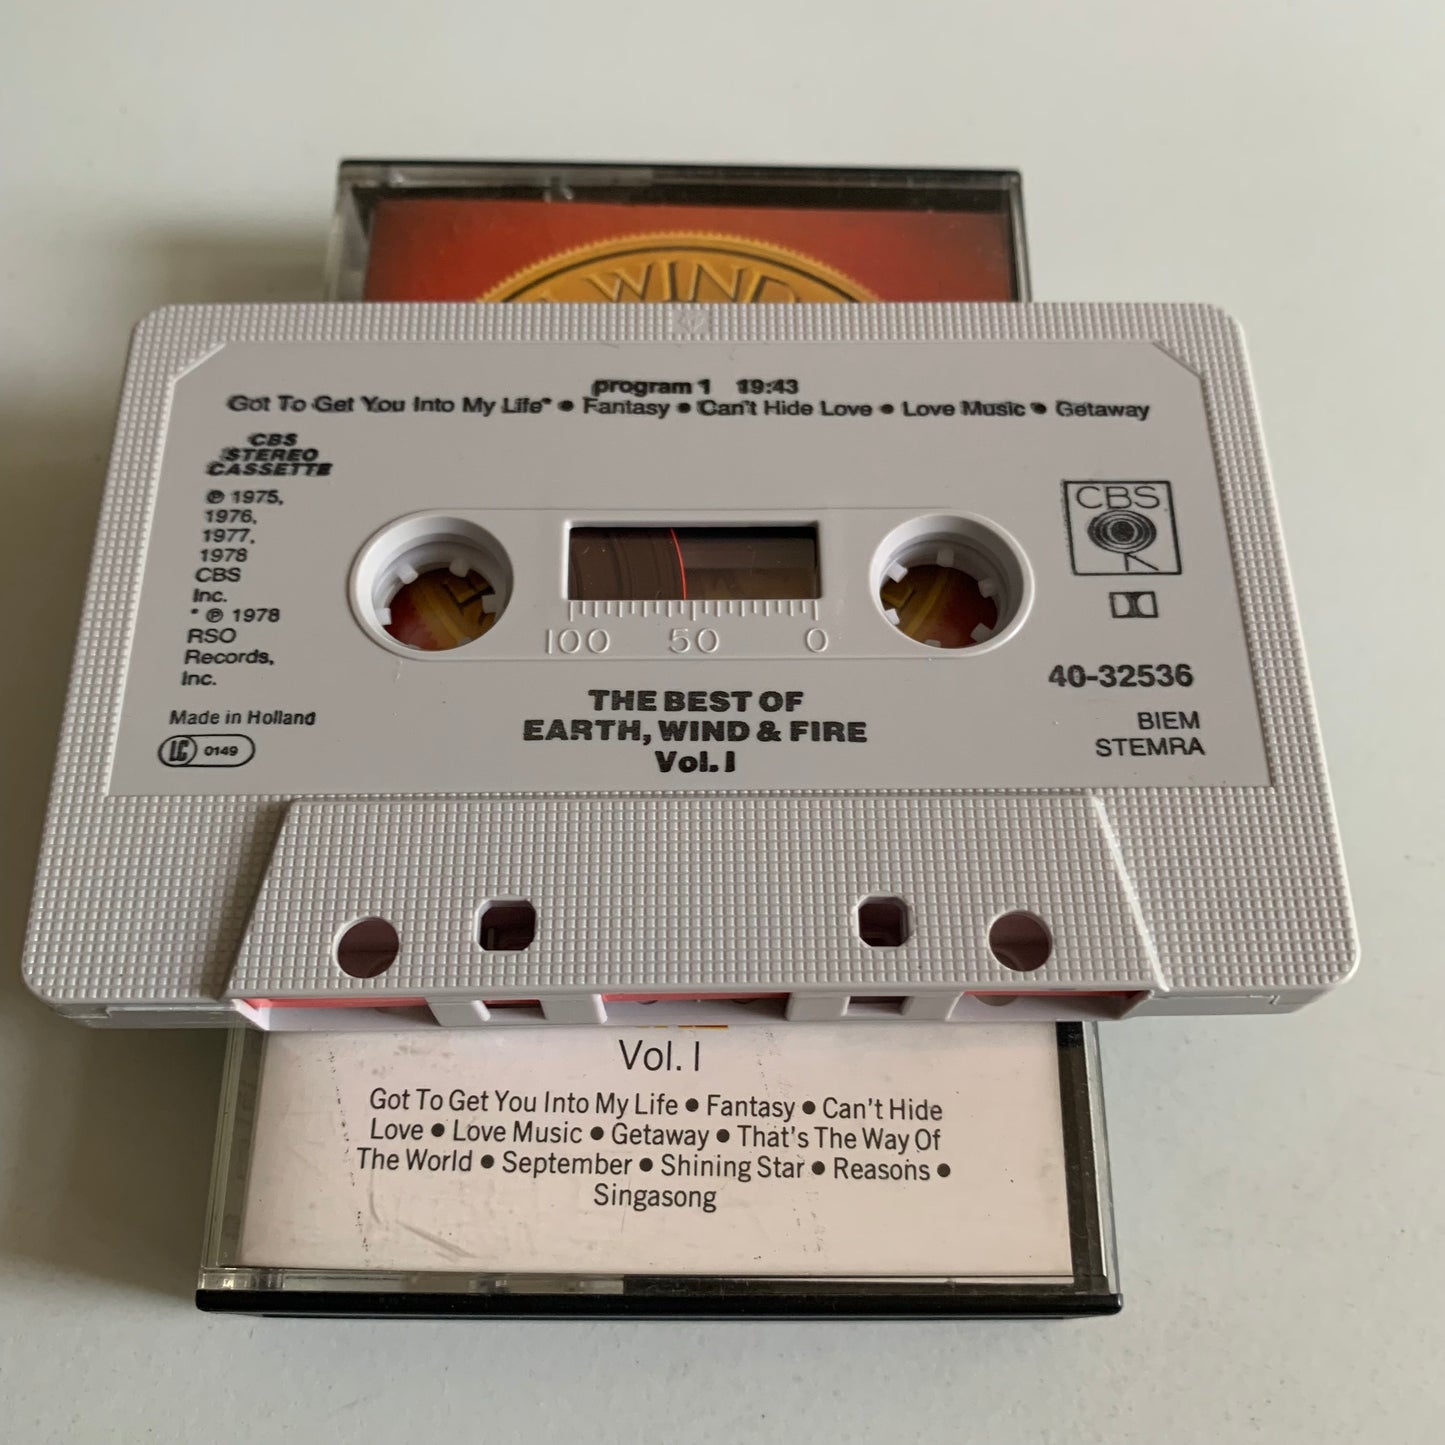 WIND
program 1 19:43
Got To Get You Into My Life* ● Fantasy ● Can't Hide Love ● Love Music ● Getaway
CBS
STEREO
CASSETTE
℗ 1975,
1976,
1977,
1978
CBS
Inc.
* ℗ 1978
RSO
Records,
Inc.
Made in Holland
LC 0149
CBS
100 50 0
40-32536
BIEM
STEMRA
THE BEST OF
EARTH, WIND & FIRE
Vol. I
Vol. I
Got To Get You Into My Life ● Fantasy ● Can't Hide
Love ● Love Music ● Getaway ● That's The Way Of
The World ● September ● Shining Star ● Reasons ●
Singasong